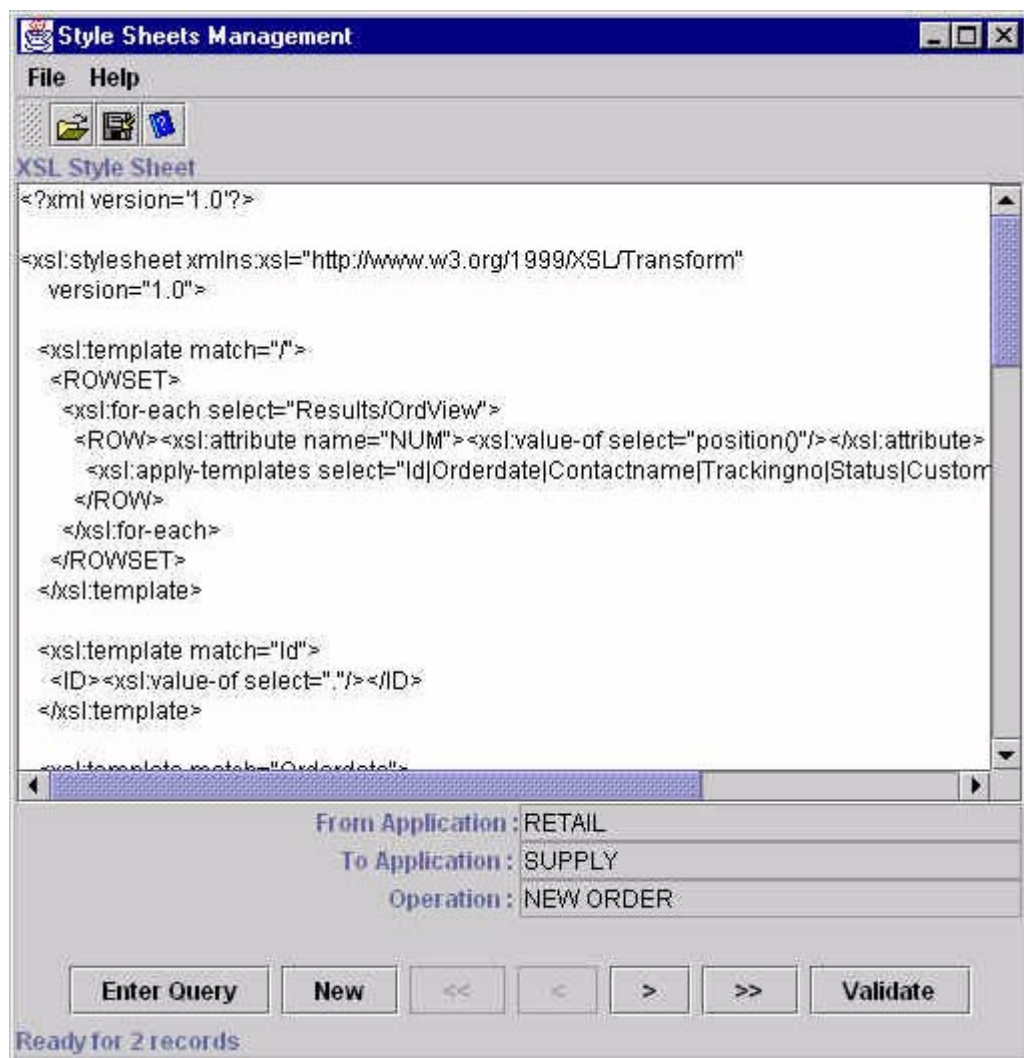 Style Sheets Management
File Help
XSL Style Sheet
<?xml version='1.0'?>
<xsl:stylesheet xmlns:xsl="http://www.w3.org/1999/XSL/Transform"
version="1.0">
<xsl:template match="/">
<ROWSET>
<xsl:for-each select="Results/OrdView">
<ROW><xsl:attribute name="NUM"><xsl:value-of select="position()"/></xsl:attribute>
<xsl:apply-templates select="Id|Orderdate|Contactname|Trackingno|Status|Custom
</ROW>
</xsl:for-each>
</ROWSET>
</xsl:template>
<xsl:template match="Id">
<ID><xsl:value-of select="."/></ID>
</xsl:template>
<xsl:template match="Orderdate">
From Application : RETAIL
To Application : SUPPLY
Operation : NEW ORDER
Enter Query New << < > >> Validate
Ready for 2 records